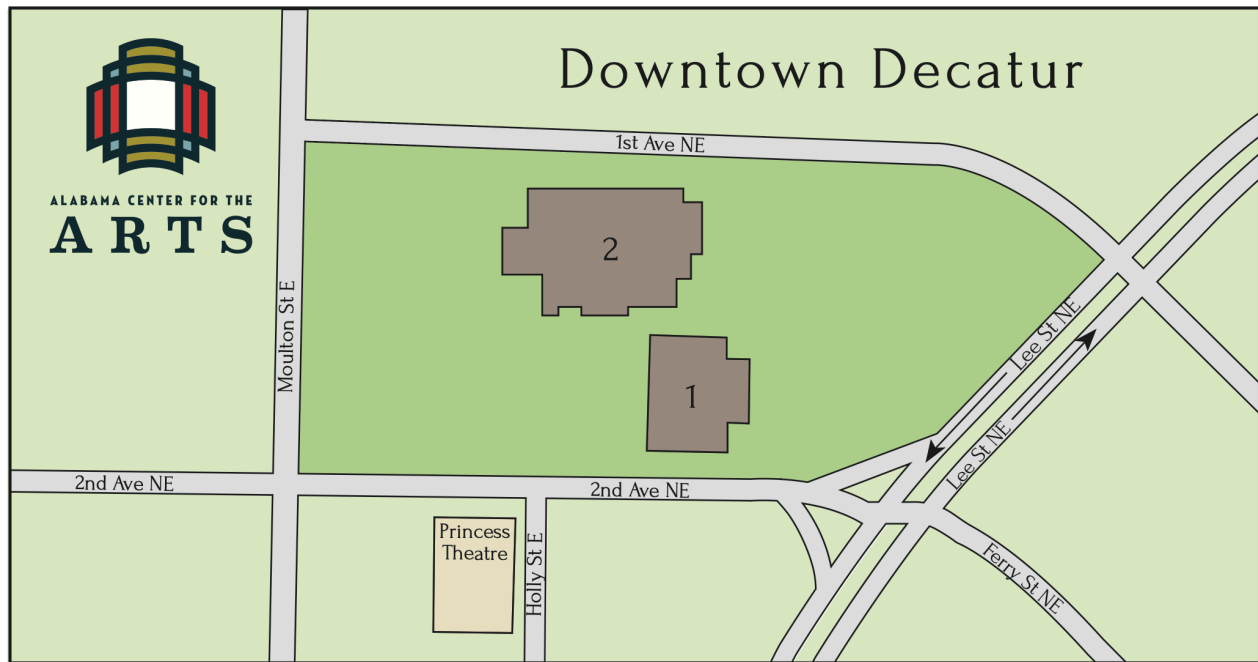 Downtown Decatur
ALABAMA CENTER FOR THE
ARTS
1st Ave NE
2
Moulton St E
Lee St NE
1
Lee St NE
2nd Ave NE
2nd Ave NE
Princess
Theatre
Holly St E
Ferry St NE